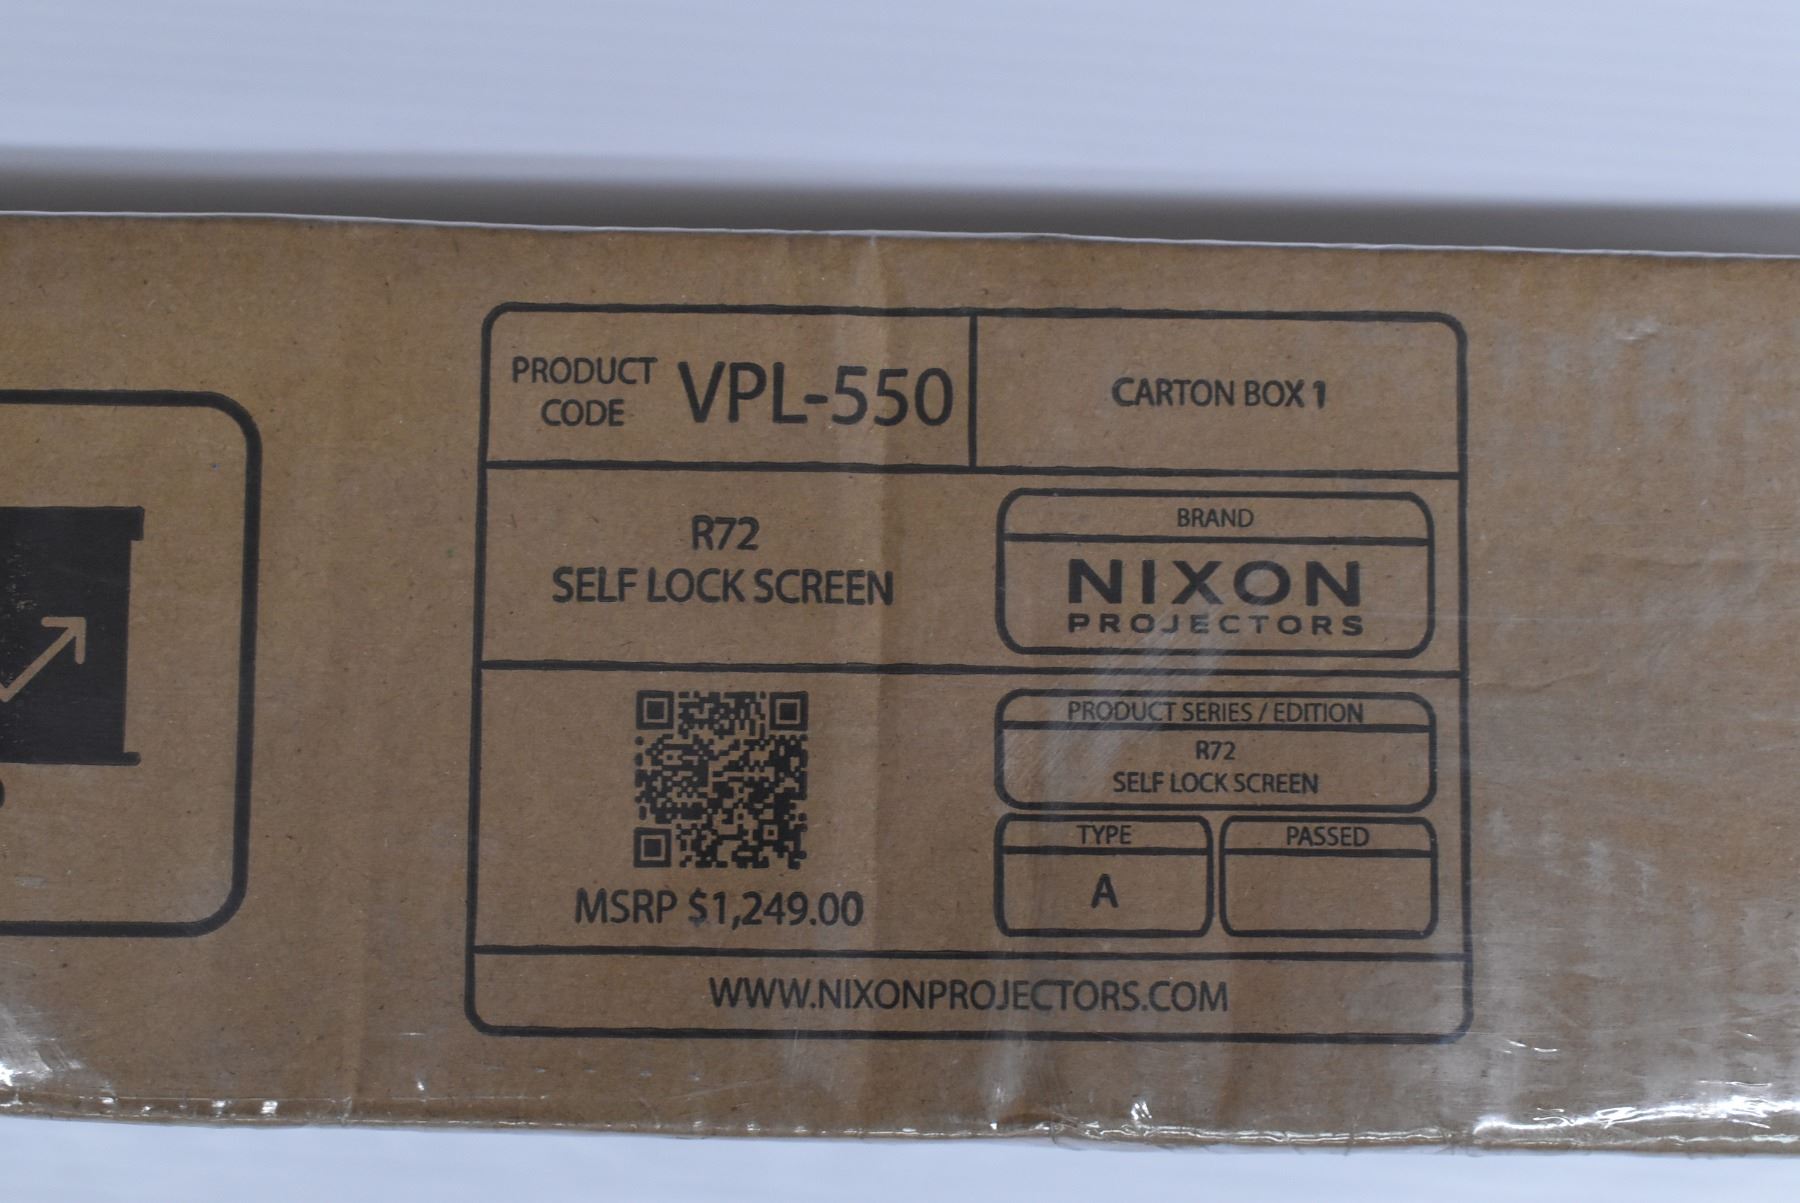 PRODUCT
CODE
VPL-550
CARTON BOX 1
R72
SELF LOCK SCREEN
BRAND
NIXON
PROJECTORS
PRODUCT SERIES / EDITION
R72
SELF LOCK SCREEN
TYPE
PASSED
A
MSRP $1,249.00
WWW.NIXONPROJECTORS.COM